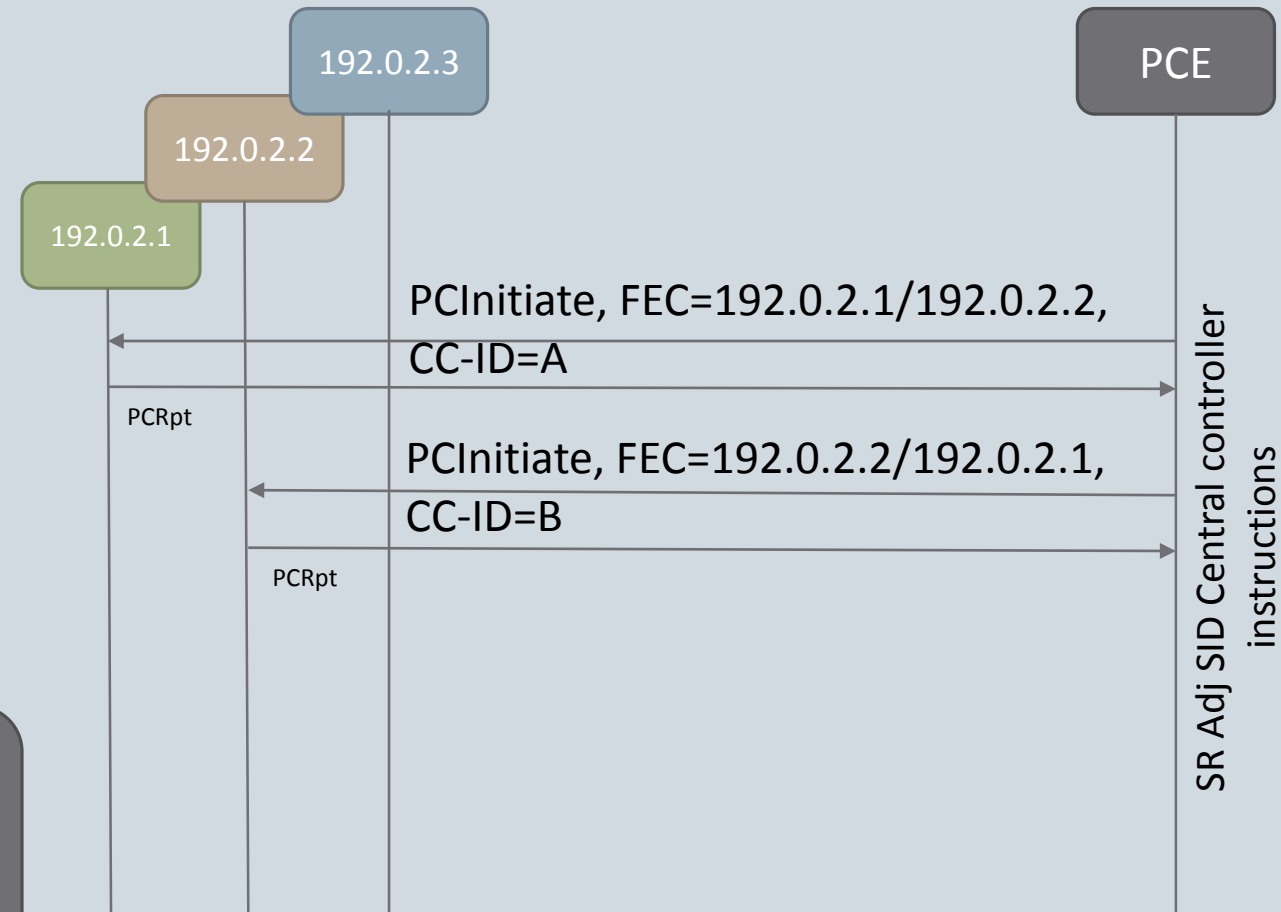 192.0.2.3
PCE
192.0.2.2
192.0.2.1
PCInitiate, FEC=192.0.2.1/192.0.2.2,
CC-ID=A
PCRpt
PCInitiate, FEC=192.0.2.2/192.0.2.1,
CC-ID=B
PCRpt
SR Adj SID Central controller
instructions